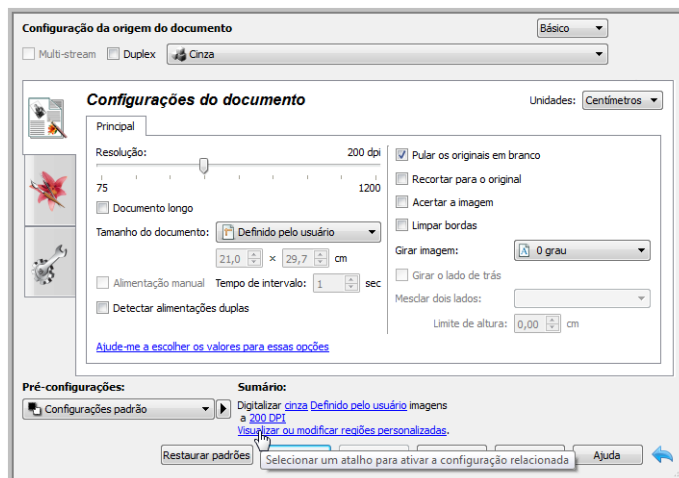 Configuração da origem do documento
Básico
Multi-stream Duplex Cinza
Configurações do documento
Unidades: Centímetros
Principal
Resolução: 200 dpi
75 1200
Documento longo
Tamanho do documento: Definido pelo usuário
21,0 × 29,7 cm
Alimentação manual Tempo de intervalo: 1 sec
Detectar alimentações duplas
Ajude-me a escolher os valores para essas opções
Pular os originais em branco
Recortar para o original
Acertar a imagem
Limpar bordas
Girar imagem: 0 grau
Girar o lado de trás
Mesclar dois lados:
Limite de altura: 0,00 cm
Pré-configurações:
Configurações padrão
Sumário:
Digitalizar cinza Definido pelo usuário imagens
a 200 DPI
Visualizar ou modificar regiões personalizadas.
Restaurar padrões
Selecionar um atalho para ativar a configuração relacionada
Ajuda